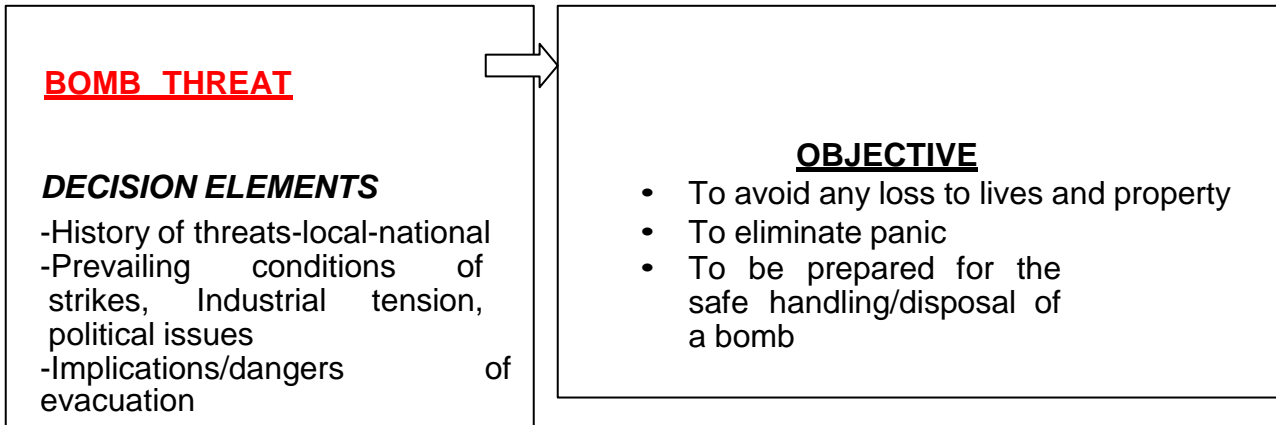 BOMB THREAT
DECISION ELEMENTS
-History of threats-local-national
-Prevailing conditions of
strikes, Industrial tension,
political issues
-Implications/dangers of
evacuation
OBJECTIVE
• To avoid any loss to lives and property
• To eliminate panic
• To be prepared for the
safe handling/disposal of
a bomb